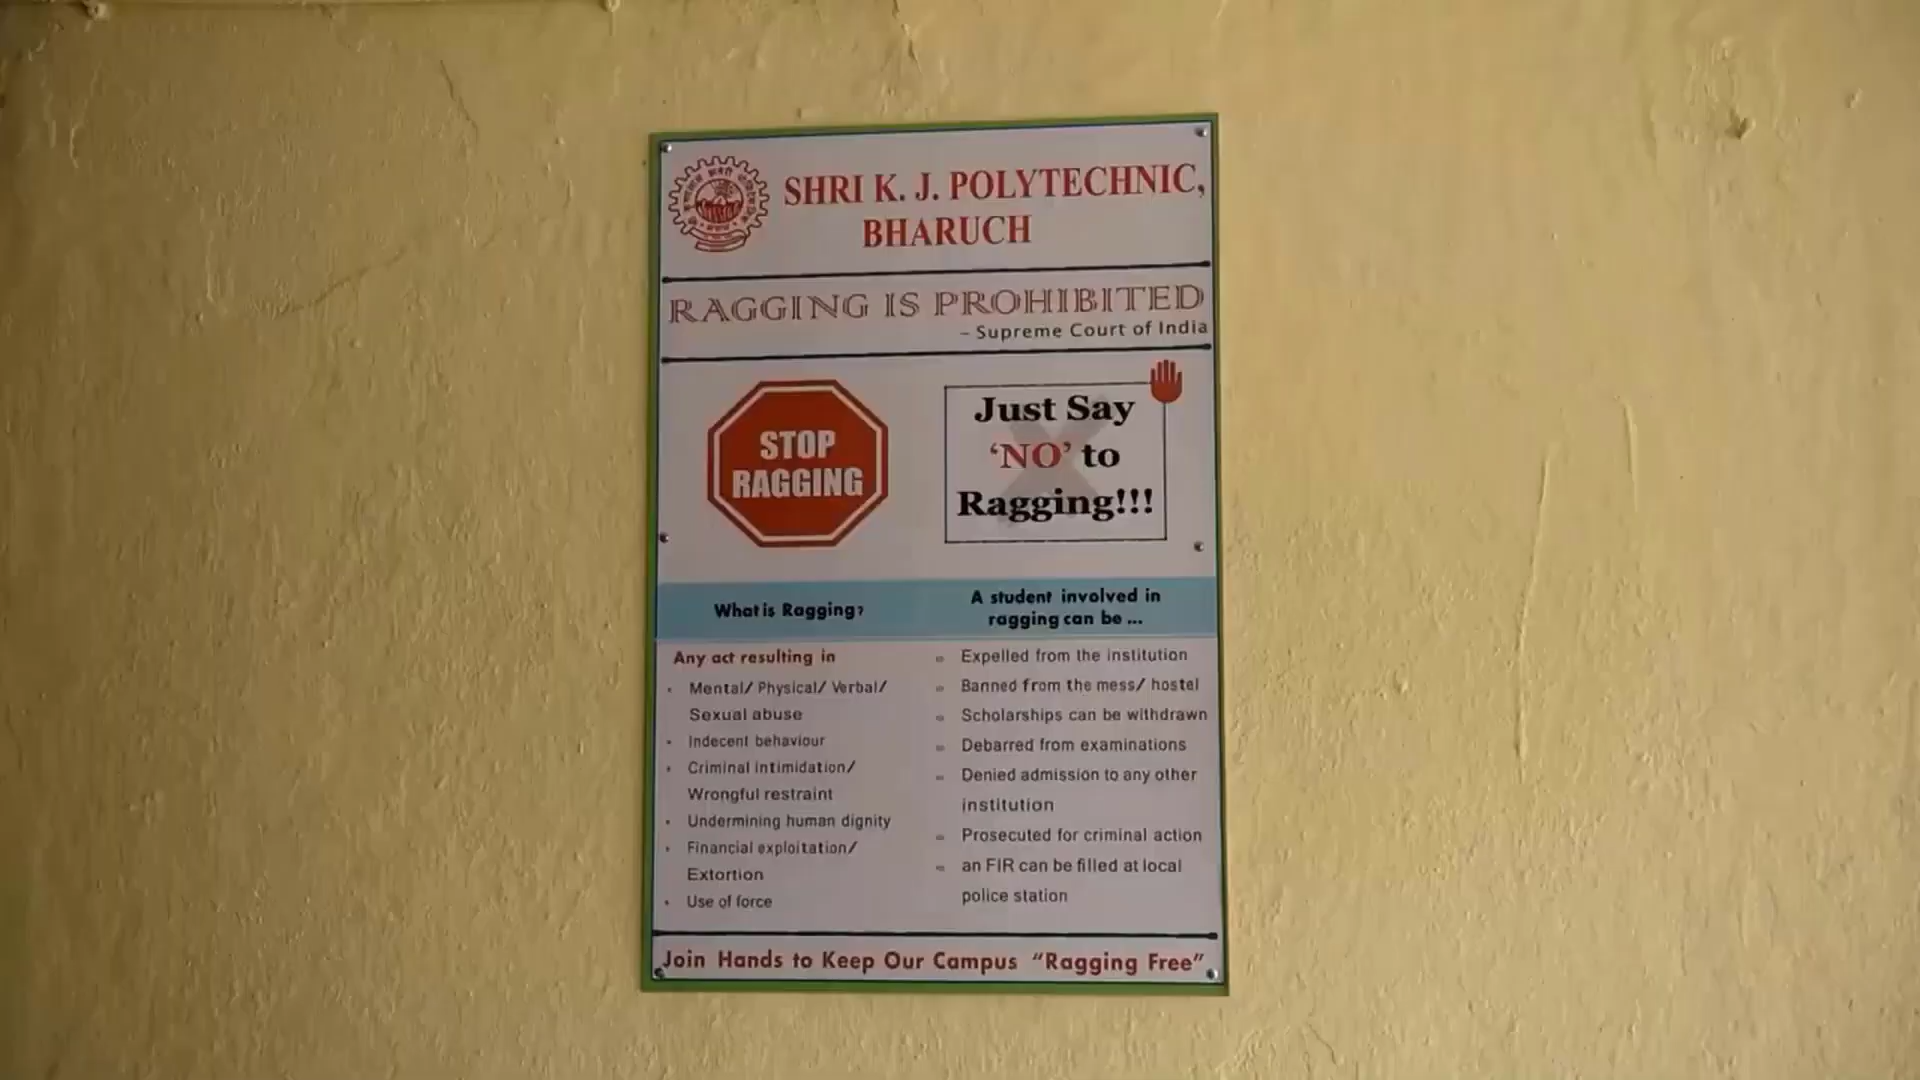 SHRI K. J. POLYTECHNIC,
BHARUCH
RAGGING IS PROHIBITED
– Supreme Court of India
STOP
RAGGING
Just Say
‘NO’ to
Ragging!!!
What is Ragging?
Any act resulting in
Mental/ Physical/ Verbal/
Sexual abuse
Indecent behaviour
Criminal intimidation/
Wrongful restraint
Undermining human dignity
Financial exploitation/
Extortion
Use of force
A student involved in
ragging can be ...
Expelled from the institution
Banned from the mess/ hostel
Scholarships can be withdrawn
Debarred from examinations
Denied admission to any other
institution
Prosecuted for criminal action
an FIR can be filled at local
police station
Join Hands to Keep Our Campus “Ragging Free”